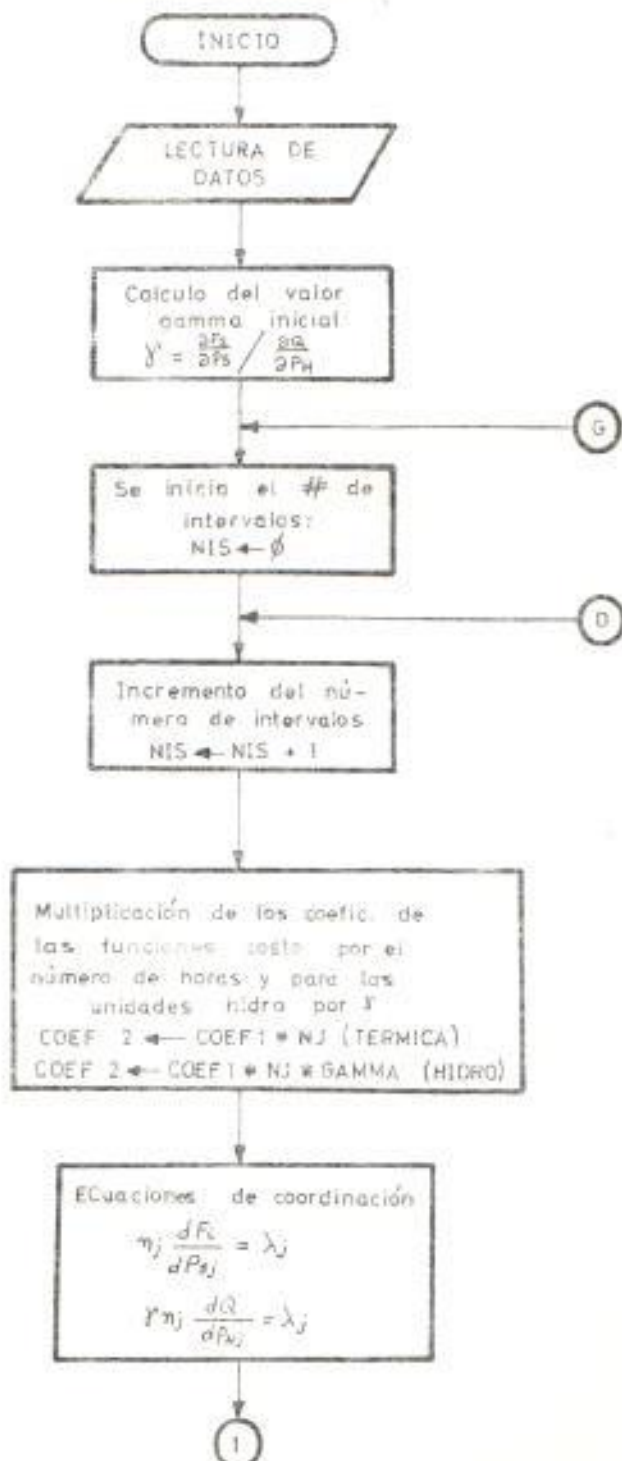 INICIO
LECTURA DE
DATOS
Calculo del valor
gamma inicial
γ = ∂Fi/∂Ps / ∂Q/∂PH
G
Se inicia el # de
intervalos:
NIS ← ϕ
D
Incremento del nú-
mero de intervalos
NIS ← NIS + 1
Multiplicación de los coefic. de
las funciones costo por el
número de horas y para las
unidades hidro por γ
COEF 2 ← COEF1 * NJ (TERMICA)
COEF 2 ← COEF1 * NJ * GAMMA (HIDRO)
ECuaciones de coordinación
ηj dFi/dPsj = λj
γηj dQ/dPHj = λj
1